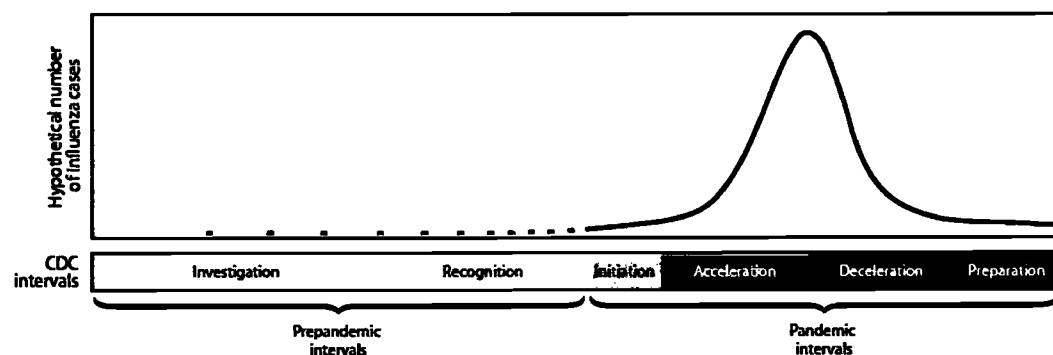 Hypothetical number
of influenza cases
CDC
intervals
Investigation
Recognition
Initiation
Acceleration
Deceleration
Preparation
Prepandemic
intervals
Pandemic
intervals